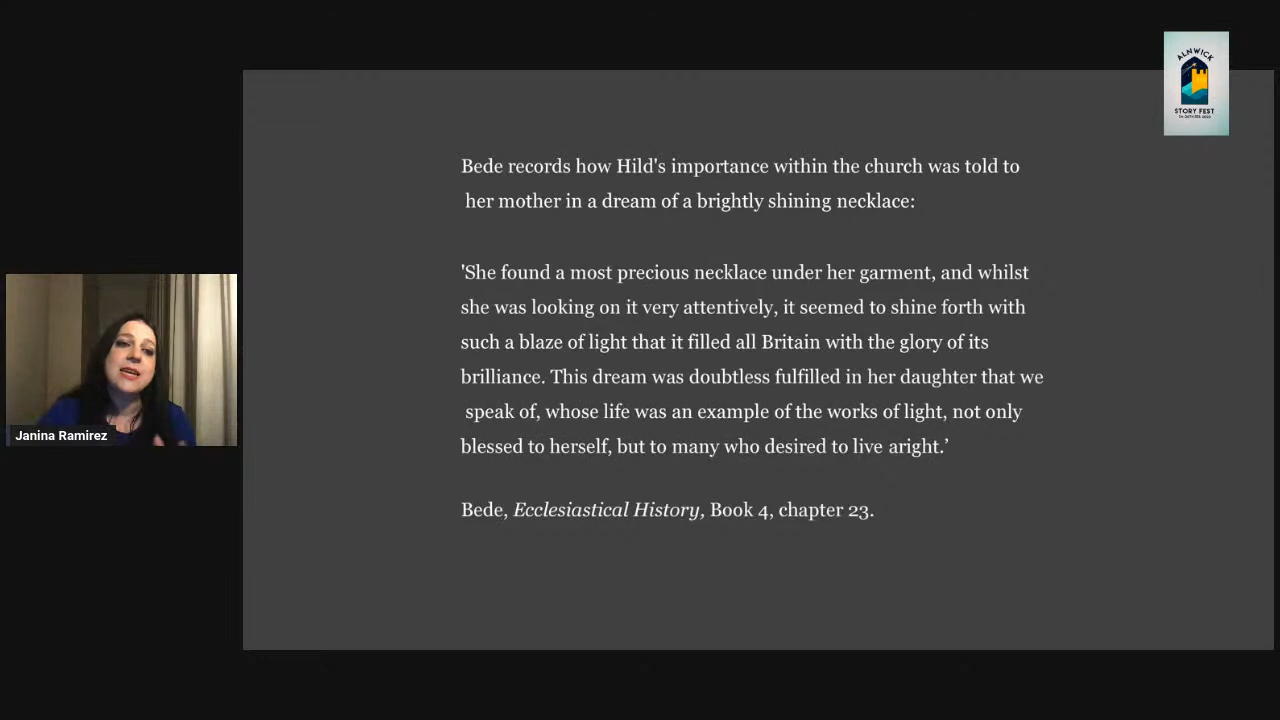 ALNWICK
STORY FEST
Bede records how Hild's importance within the church was told to
her mother in a dream of a brightly shining necklace:
'She found a most precious necklace under her garment, and whilst
she was looking on it very attentively, it seemed to shine forth with
such a blaze of light that it filled all Britain with the glory of its
brilliance. This dream was doubtless fulfilled in her daughter that we
speak of, whose life was an example of the works of light, not only
blessed to herself, but to many who desired to live aright.’
Bede, Ecclesiastical History, Book 4, chapter 23.
Janina Ramirez